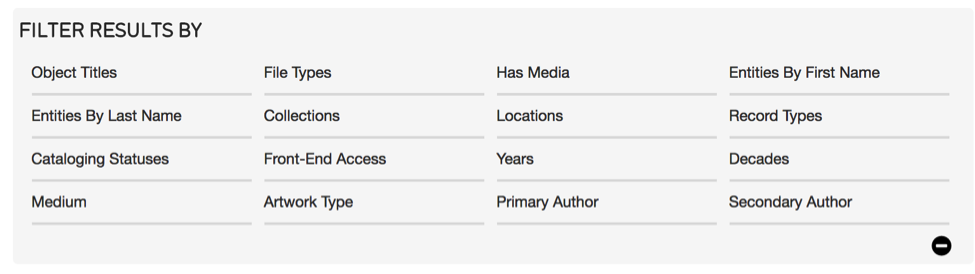 FILTER RESULTS BY
Object Titles File Types Has Media Entities By First Name
Entities By Last Name Collections Locations Record Types
Cataloging Statuses Front-End Access Years Decades
Medium Artwork Type Primary Author Secondary Author